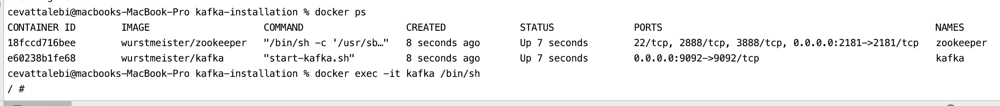 cevattalebi@macbooks-MacBook-Pro kafka-installation % docker ps
CONTAINER ID IMAGE COMMAND CREATED STATUS PORTS NAMES
18fccd716bee wurstmeister/zookeeper "/bin/sh -c '/usr/sb…" 8 seconds ago Up 7 seconds 22/tcp, 2888/tcp, 3888/tcp, 0.0.0.0:2181->2181/tcp zookeeper
e60238b1fe68 wurstmeister/kafka "start-kafka.sh" 8 seconds ago Up 7 seconds 0.0.0.0:9092->9092/tcp kafka
cevattalebi@macbooks-MacBook-Pro kafka-installation % docker exec -it kafka /bin/sh
/ #